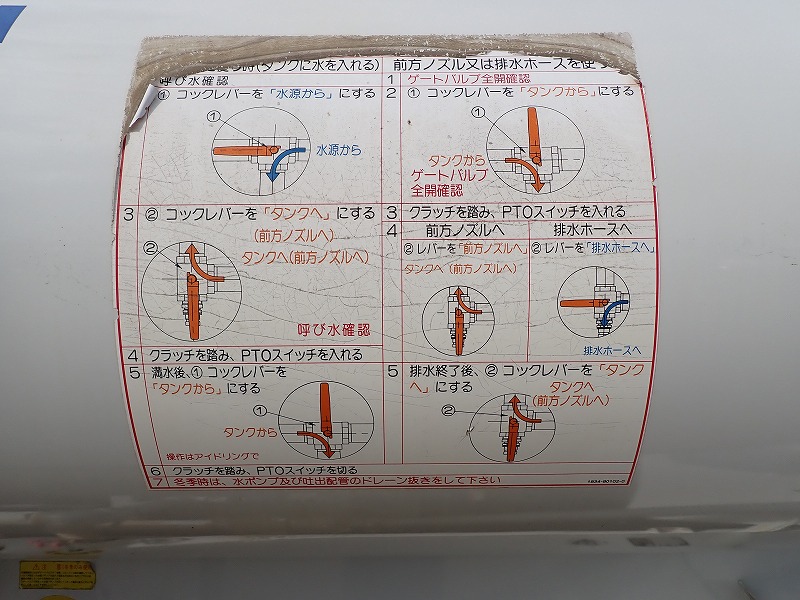 時(タンクに水を入れる)
呼び水確認
① コックレバーを「水源から」にする
①
水源から
3 ② コックレバーを「タンクへ」にする
(前方ノズルへ)
② タンクへ(前方ノズルへ)
呼び水確認
4 クラッチを踏み、PTOスイッチを入れる
5 満水後、① コックレバーを
「タンクから」にする
①
タンクから
操作はアイドリングで
前方ノズル又は排水ホースを使
1 ゲートバルブ全開確認
2 ① コックレバーを「タンクから」にする
①
タンクから
ゲートバルブ
全開確認
3 クラッチを踏み、PTOスイッチを入れる
4 前方ノズルへ 排水ホースへ
② レバーを「前方ノズルへ」 ② レバーを「排水ホースへ」
タンクへ(前方ノズルへ)
排水ホースへ
5 排水終了後、② コックレバーを「タンク
へ」にする タンクへ
(前方ノズルへ)
②
6 クラッチを踏み、PTOスイッチを切る
7 冬季時は、水ポンプ及び吐出配管のドレーン抜きをして下さい